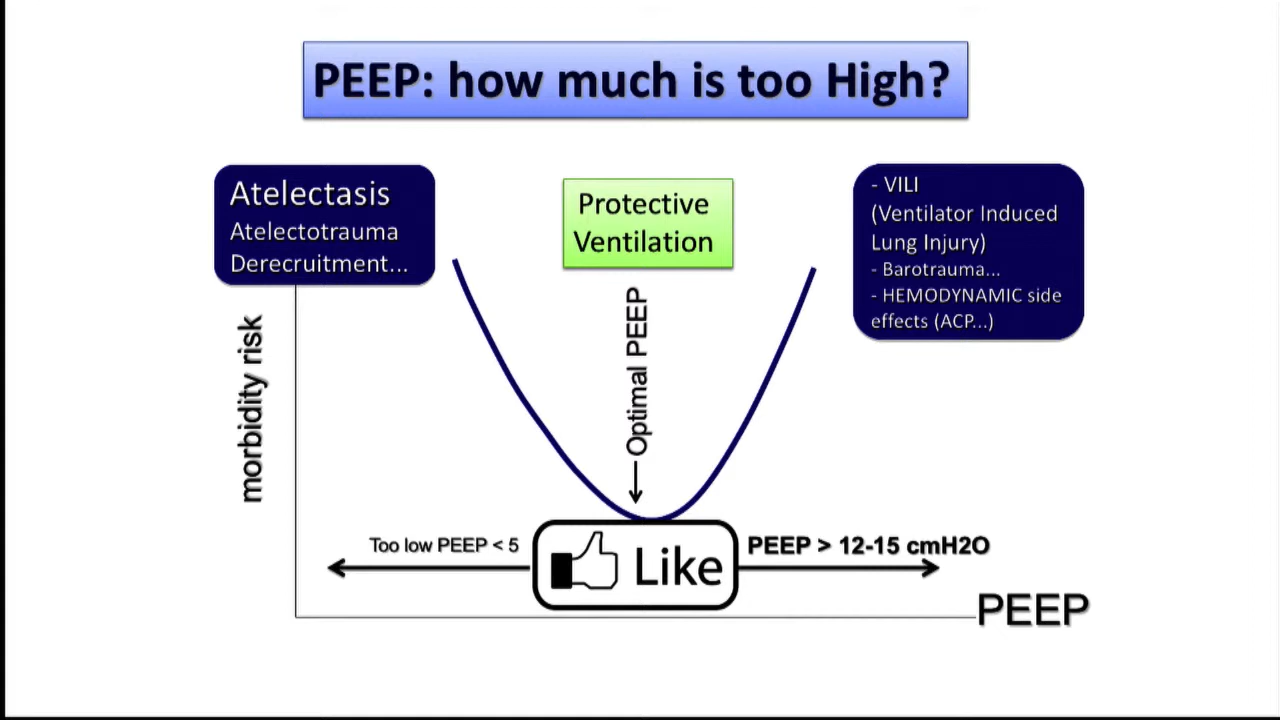 PEEP: how much is too High?
Atelectasis
Atelectotrauma
Derecruitment...
Protective
Ventilation
- VILI
(Ventilator Induced
Lung Injury)
- Barotrauma...
- HEMODYNAMIC side
effects (ACP...)
morbidity risk
Optimal PEEP
Too low PEEP < 5
Like
PEEP > 12-15 cmH2O
PEEP